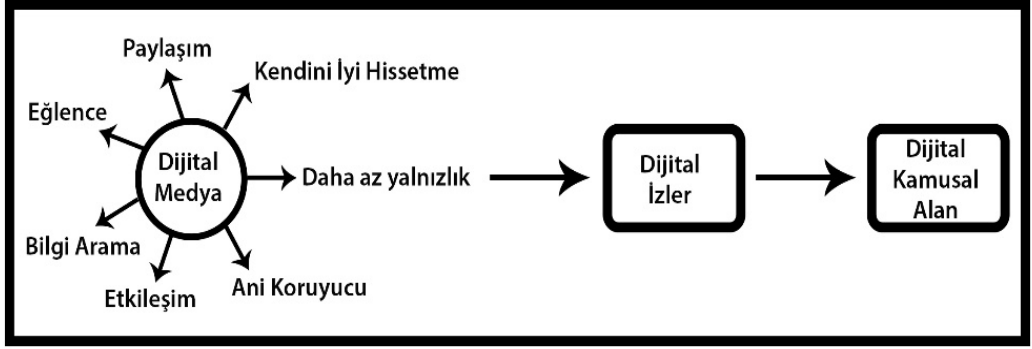 Paylaşım
Kendini İyi Hissetme
Eğlence
Dijital
Medya
Daha az yalnızlık
Bilgi Arama
Etkileşim
Ani Koruyucu
Dijital
İzler
Dijital
Kamusal
Alan